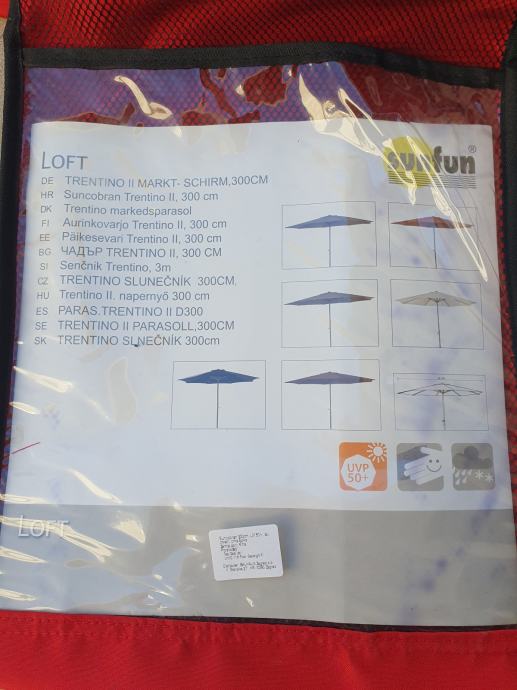 LOFT
sunfun®
DE TRENTINO II MARKT- SCHIRM,300CM
HR Suncobran Trentino II, 300 cm
DK Trentino markedsparasol
FI Aurinkovarjo Trentino II, 300 cm
EE Päikesevari Trentino II, 300 cm
BG ЧАДЪР TRENTINO II, 300 CM
SI Senčnik Trentino, 3m
CZ TRENTINO SLUNEČNÍK 300CM,
HU Trentino II. napernyő 300 cm
ES PARAS.TRENTINO II D300
SE TRENTINO II PARASOLL,300CM
SK TRENTINO SLNEČNÍK 300cm
UVP
50+
LOFT